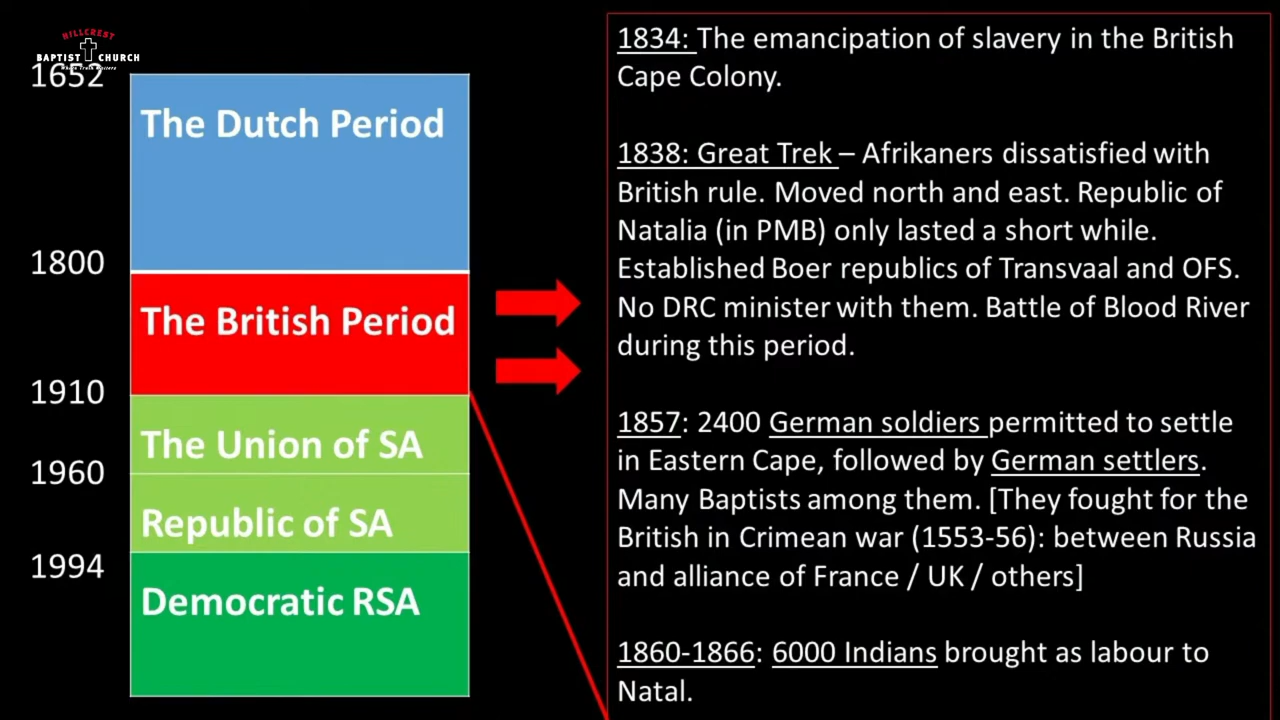 HILLCREST
BAPTIST CHURCH
Where Truth Matters
1652
The Dutch Period
1800
The British Period
1910
The Union of SA
1960
Republic of SA
1994
Democratic RSA
1834: The emancipation of slavery in the British
Cape Colony.
1838: Great Trek – Afrikaners dissatisfied with
British rule. Moved north and east. Republic of
Natalia (in PMB) only lasted a short while.
Established Boer republics of Transvaal and OFS.
No DRC minister with them. Battle of Blood River
during this period.
1857: 2400 German soldiers permitted to settle
in Eastern Cape, followed by German settlers.
Many Baptists among them. [They fought for the
British in Crimean war (1553-56): between Russia
and alliance of France / UK / others]
1860-1866: 6000 Indians brought as labour to
Natal.